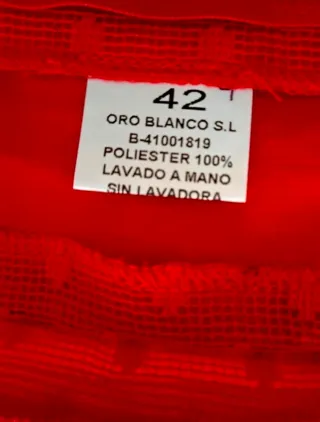 42
ORO BLANCO S.L
B-41001819
POLIESTER 100%
LAVADO A MANO
SIN LAVADORA